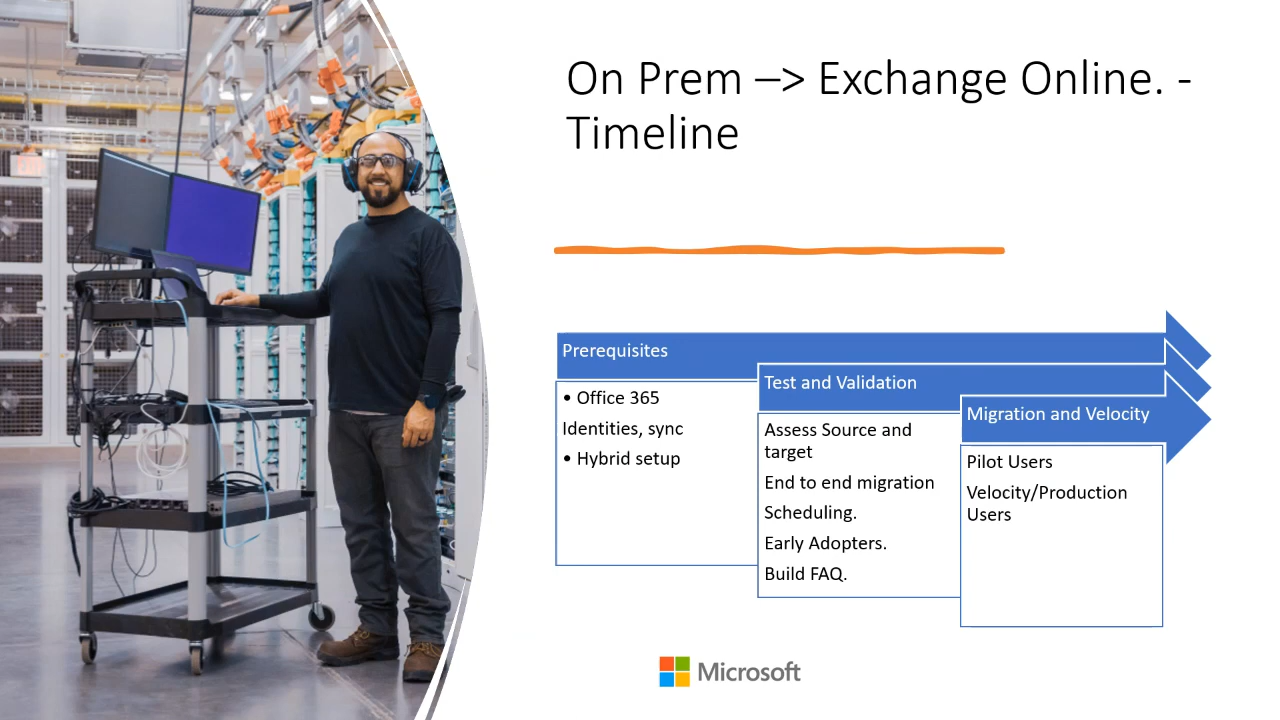 On Prem –> Exchange Online. -
Timeline
Prerequisites
• Office 365
Identities, sync
• Hybrid setup
Test and Validation
Assess Source and
target
End to end migration
Scheduling.
Early Adopters.
Build FAQ.
Migration and Velocity
Pilot Users
Velocity/Production
Users
Microsoft